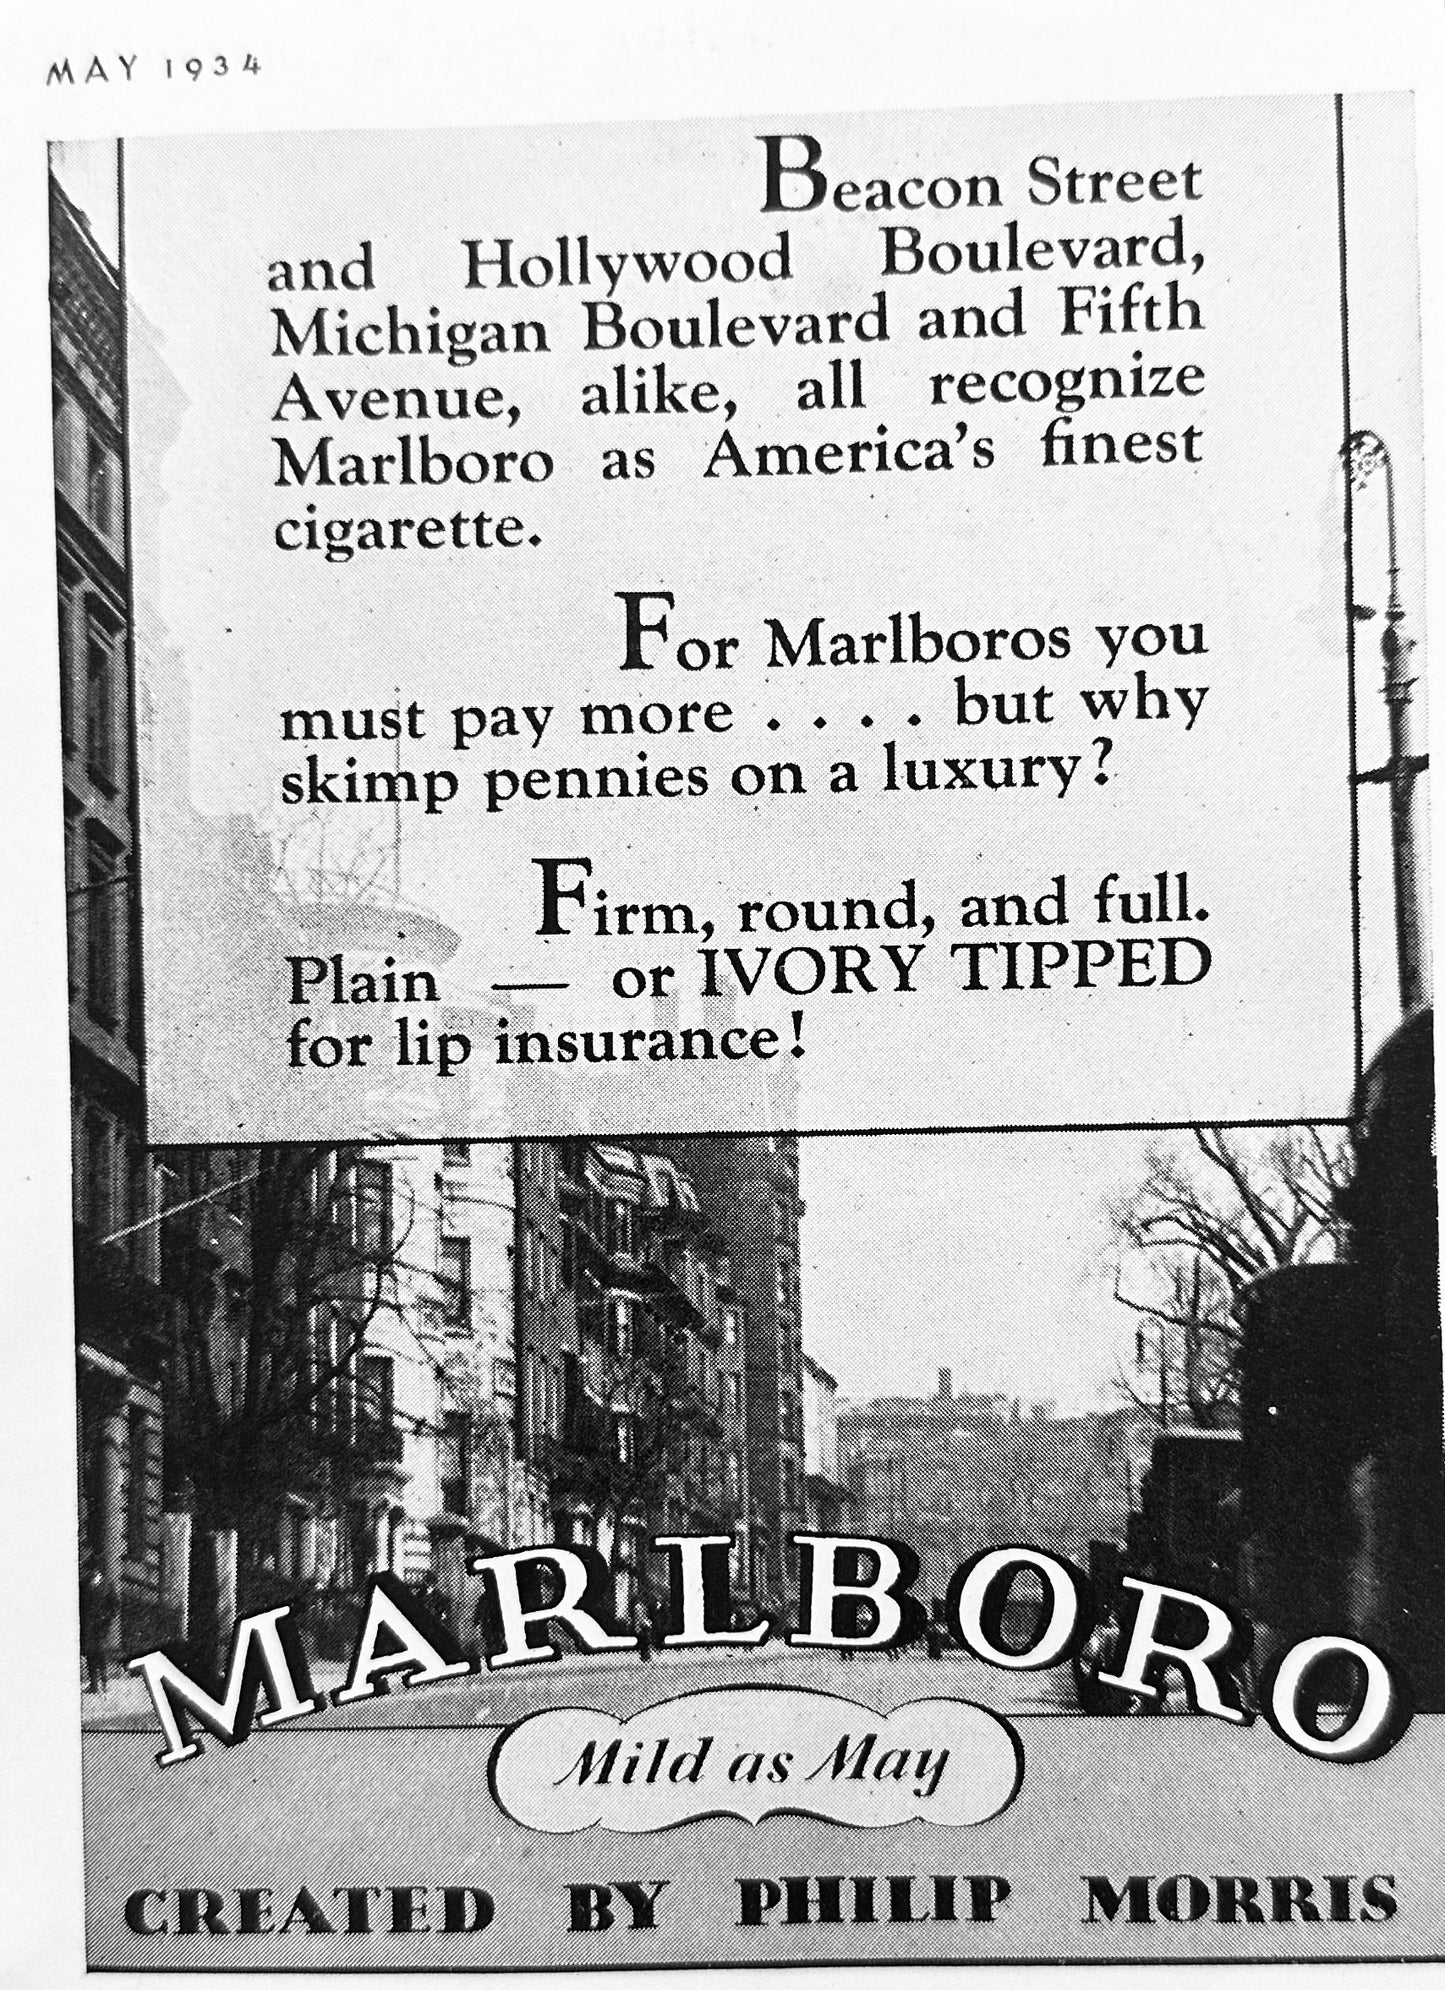 MAY 1934
Beacon Street
and Hollywood Boulevard,
Michigan Boulevard and Fifth
Avenue, alike, all recognize
Marlboro as America's finest
cigarette.
For Marlboros you
must pay more . . . . but why
skimp pennies on a luxury?
Firm, round, and full.
Plain — or IVORY TIPPED
for lip insurance!
MARLBORO
Mild as May
CREATED BY PHILIP MORRIS